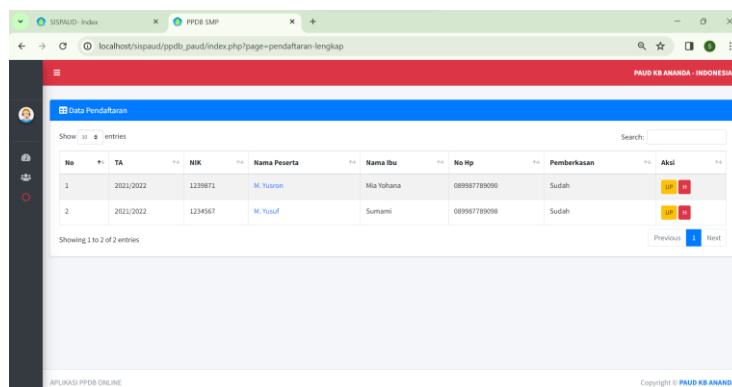 SISPAUD- Index
PPDB SMP
localhost/sispaud/ppdb_paud/index.php?page=pendaftaran-lengkap
S
PAUD KB ANANDA - INDONESIA
Data Pendaftaran
Show 10 entries
Search:
No TA NIK Nama Peserta Nama Ibu No Hp Pemberkasan Aksi
1 2021/2022 1239871 M. Yusron Mia Yohana 089987789090 Sudah UP H
2 2021/2022 1234567 M. Yusuf Sumami 089987789098 Sudah UP H
Showing 1 to 2 of 2 entries
Previous 1 Next
APLIKASI PPDB ONLINE
Copyright © PAUD KB ANANDA